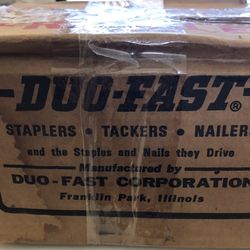 DUO-FAST®
STAPLERS • TACKERS • NAILERS
and the Staples and Nails they Drive
Manufactured by
DUO-FAST CORPORATION
Franklin Park, Illinois